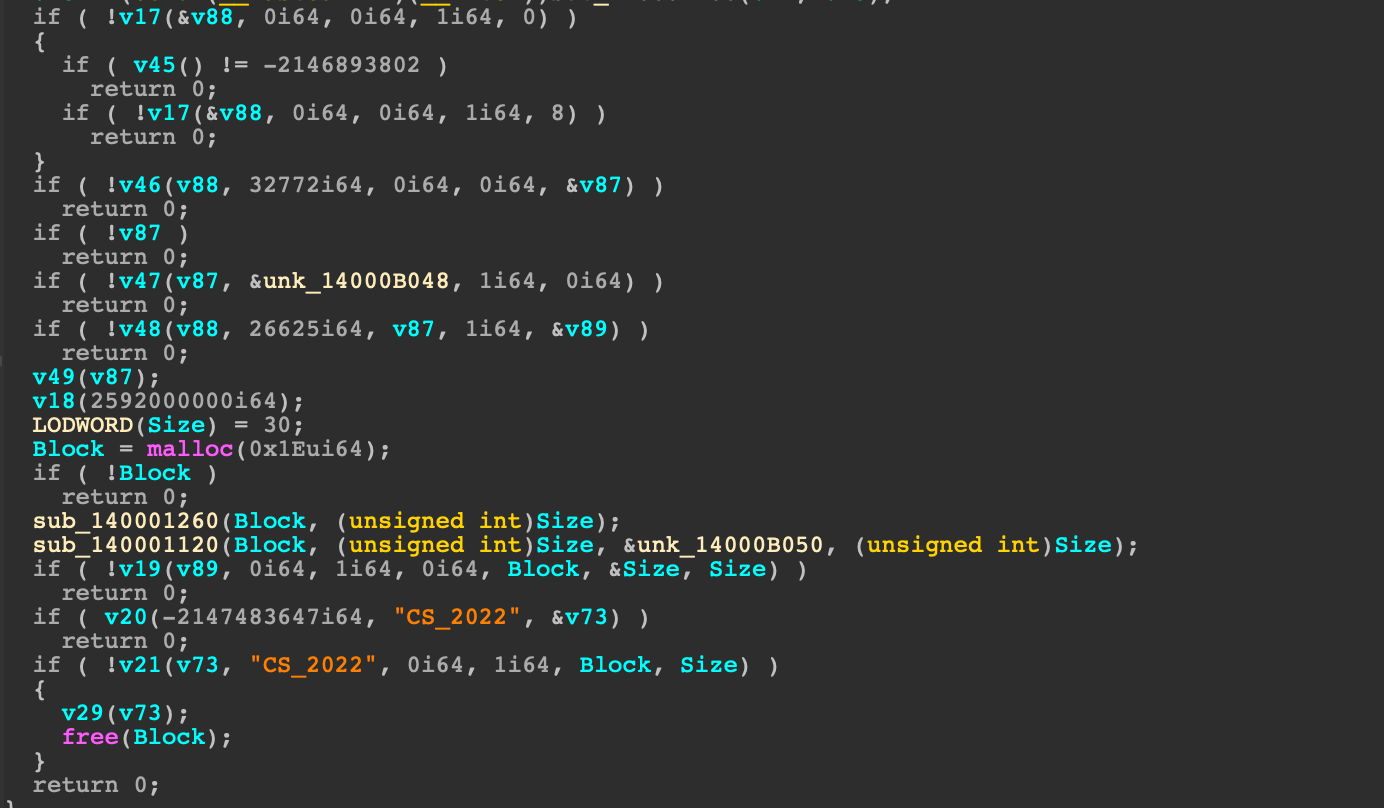 if ( !v17(&v88, 0i64, 0i64, 1i64, 0) )
{
if ( v45() != -2146893802 )
return 0;
if ( !v17(&v88, 0i64, 0i64, 1i64, 8) )
return 0;
}
if ( !v46(v88, 32772i64, 0i64, 0i64, &v87) )
return 0;
if ( !v87 )
return 0;
if ( !v47(v87, &unk_14000B048, 1i64, 0i64) )
return 0;
if ( !v48(v88, 26625i64, v87, 1i64, &v89) )
return 0;
v49(v87);
v18(2592000000i64);
LODWORD(Size) = 30;
Block = malloc(0x1Eui64);
if ( !Block )
return 0;
sub_140001260(Block, (unsigned int)Size);
sub_140001120(Block, (unsigned int)Size, &unk_14000B050, (unsigned int)Size);
if ( !v19(v89, 0i64, 1i64, 0i64, Block, &Size, Size) )
return 0;
if ( v20(-2147483647i64, "CS_2022", &v73) )
return 0;
if ( !v21(v73, "CS_2022", 0i64, 1i64, Block, Size) )
{
v29(v73);
free(Block);
}
return 0;